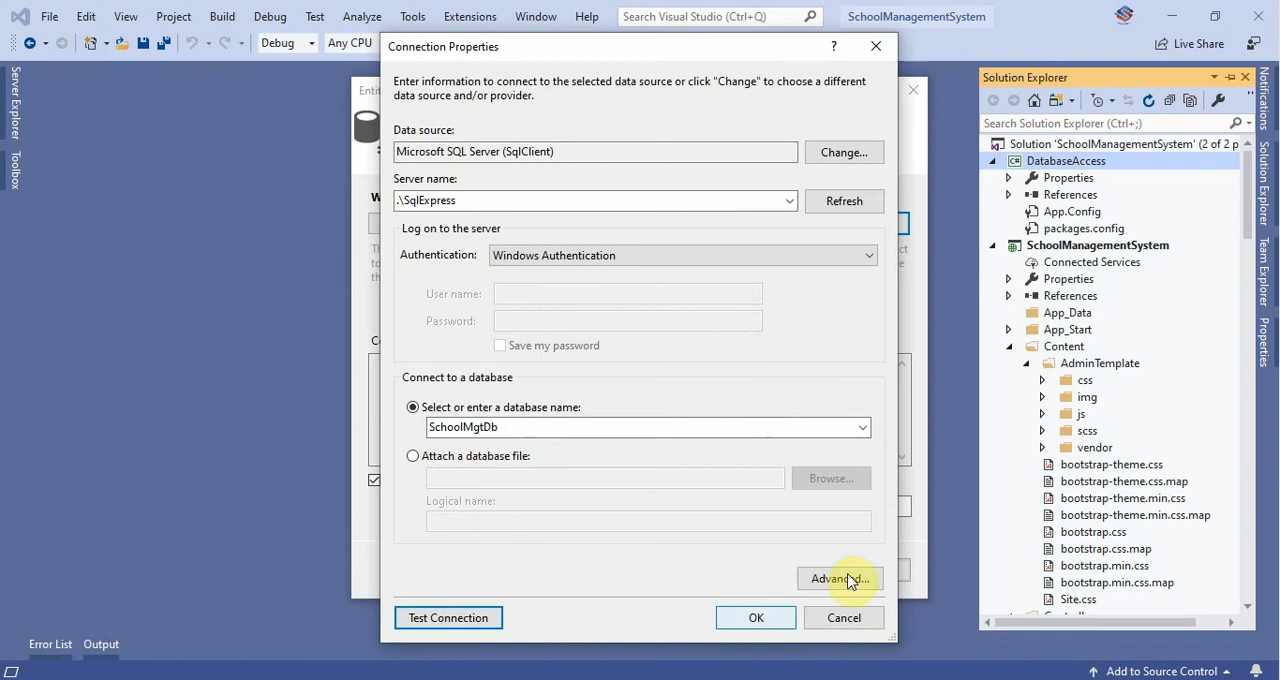 File Edit View Project Build Debug Test Analyze Tools Extensions Window Help Search Visual Studio (Ctrl+Q) SchoolManagementSystem
Debug Any CPU Live Share
Server Explorer
Toolbox
Connection Properties ?
Enter information to connect to the selected data source or click "Change" to choose a different
data source and/or provider.
Data source:
Microsoft SQL Server (SqlClient) Change...
Server name:
.\SqlExpress Refresh
Log on to the server
Authentication: Windows Authentication
User name:
Password:
Save my password
Connect to a database
Select or enter a database name:
SchoolMgtDb
Attach a database file:
Browse...
Logical name:
Advanced...
Test Connection OK Cancel
Solution Explorer
Search Solution Explorer (Ctrl+;)
Solution 'SchoolManagementSystem' (2 of 2 p
C# DatabaseAccess
Properties
References
App.Config
packages.config
SchoolManagementSystem
Connected Services
Properties
References
App_Data
App_Start
Content
AdminTemplate
css
img
js
scss
vendor
bootstrap-theme.css
bootstrap-theme.css.map
bootstrap-theme.min.css
bootstrap-theme.min.css.map
bootstrap.css
bootstrap.css.map
bootstrap.min.css
bootstrap.min.css.map
Site.css
Notifications
Solution Explorer
Team Explorer
Properties
Error List Output
Add to Source Control